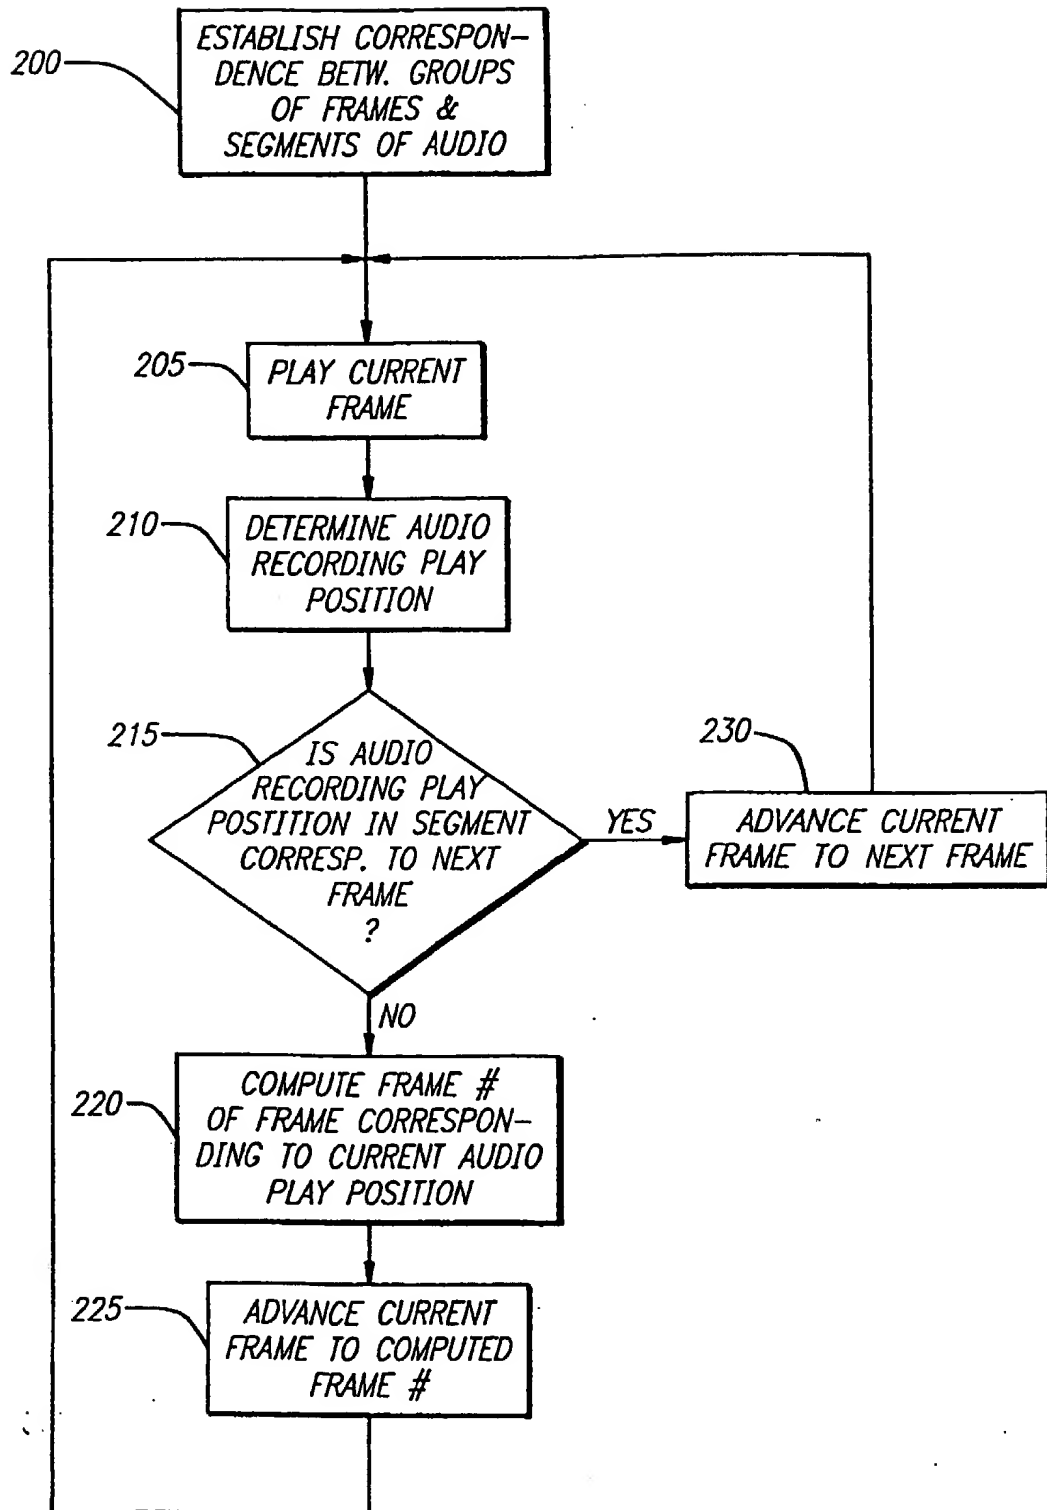 200
ESTABLISH CORRESPON-
DENCE BETW. GROUPS
OF FRAMES &
SEGMENTS OF AUDIO
205
PLAY CURRENT
FRAME
210
DETERMINE AUDIO
RECORDING PLAY
POSITION
215
IS AUDIO
RECORDING PLAY
POSTITION IN SEGMENT
CORRESP. TO NEXT
FRAME
?
YES
230
ADVANCE CURRENT
FRAME TO NEXT FRAME
NO
220
COMPUTE FRAME #
OF FRAME CORRESPON-
DING TO CURRENT AUDIO
PLAY POSITION
225
ADVANCE CURRENT
FRAME TO COMPUTED
FRAME #